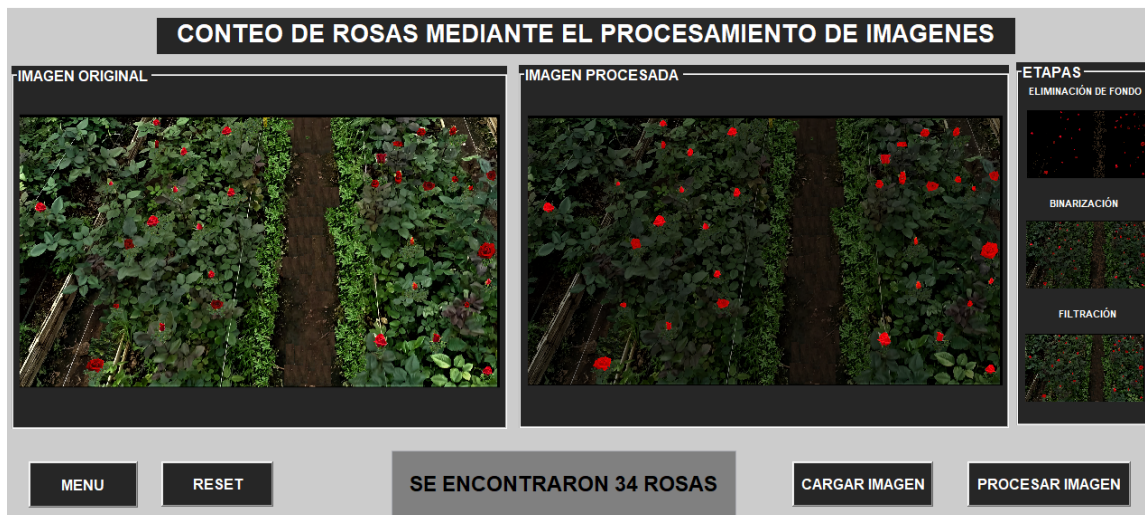 CONTEO DE ROSAS MEDIANTE EL PROCESAMIENTO DE IMAGENES
IMAGEN ORIGINAL
IMAGEN PROCESADA
ETAPAS
ELIMINACIÓN DE FONDO
BINARIZACIÓN
FILTRACIÓN
MENU
RESET
SE ENCONTRARON 34 ROSAS
CARGAR IMAGEN
PROCESAR IMAGEN